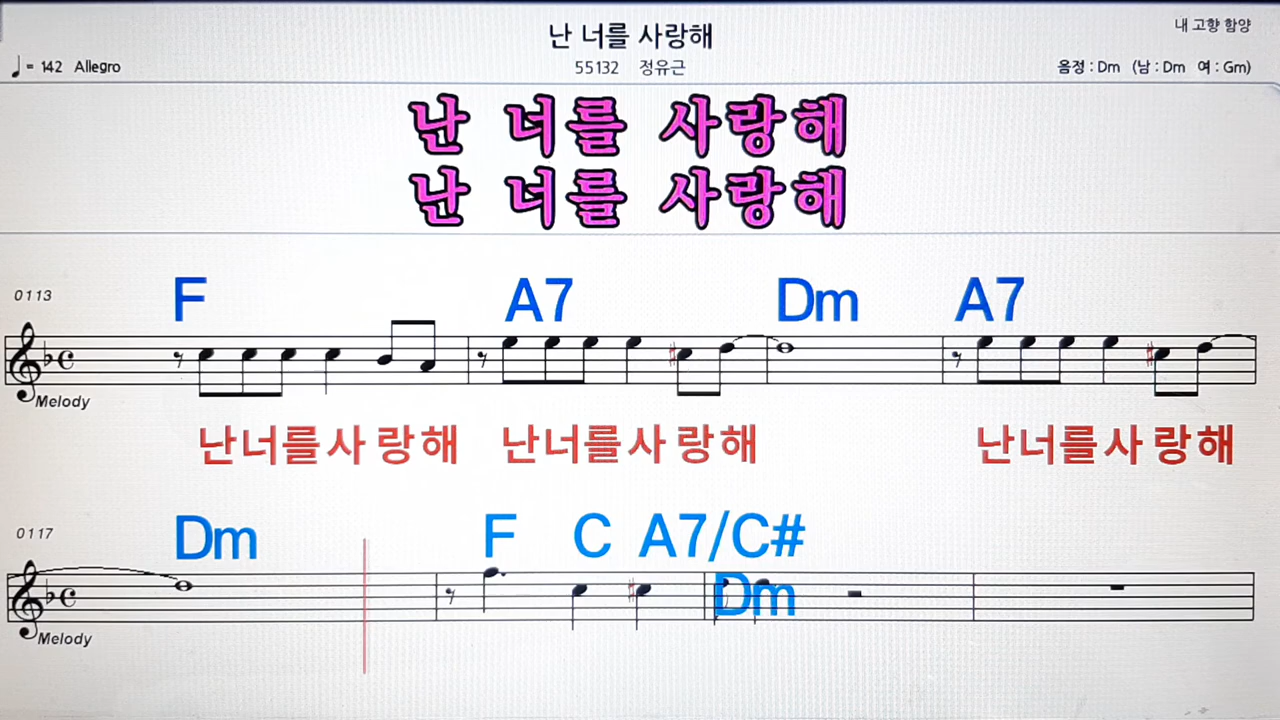 난 너를 사랑해
내 고향 함양
♩ = 142 Allegro
55132 정유근
음정 : Dm (남 : Dm 여 : Gm)
난 너를 사랑해
난 너를 사랑해
0113
F A7 Dm A7
Melody
난너를사 랑해 난너를사 랑해 난너를사 랑해
0117
Dm F C A7/C#
Dm
Melody